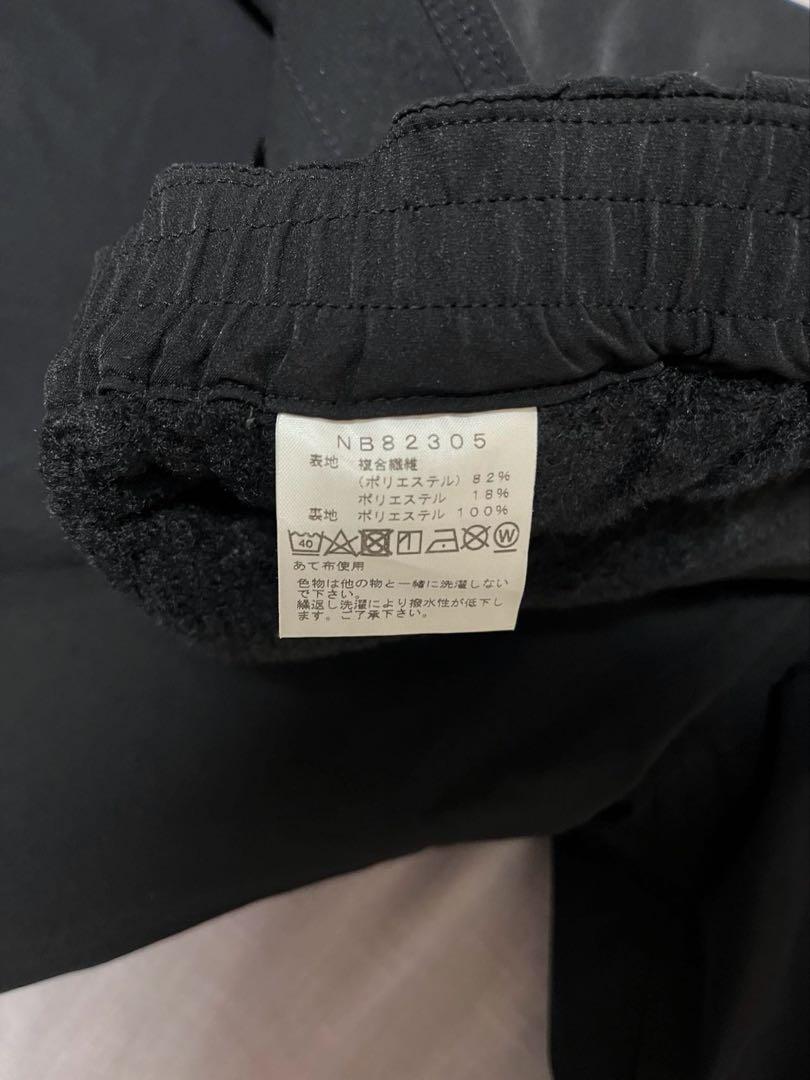 NB82305
表地 複合繊維
(ポリエステル) 82%
ポリエステル 18%
裏地 ポリエステル 100%
40 W
あて布使用
色物は他の物と一緒に洗濯しない
で下さい。
繰返し洗濯により撥水性が低下し
ます。ご了承下さい。